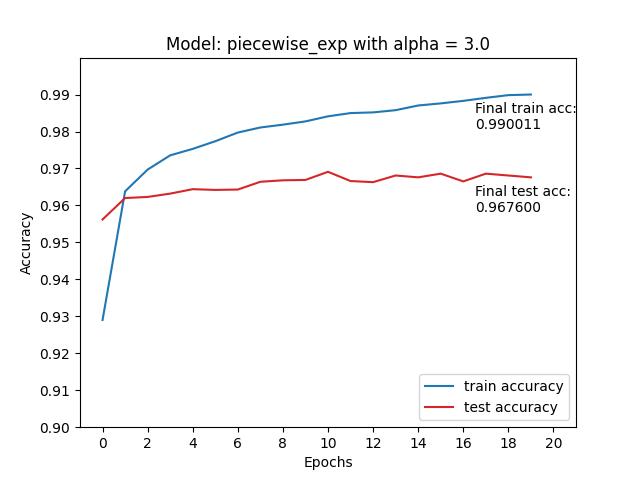 Model: piecewise_exp with alpha = 3.0
0.99
Final train acc:
0.990011
0.98
0.97
Final test acc:
0.967600
0.96
0.95
Accuracy
0.94
0.93
0.92
0.91
0.90
train accuracy
test accuracy
0 2 4 6 8 10 12 14 16 18 20
Epochs